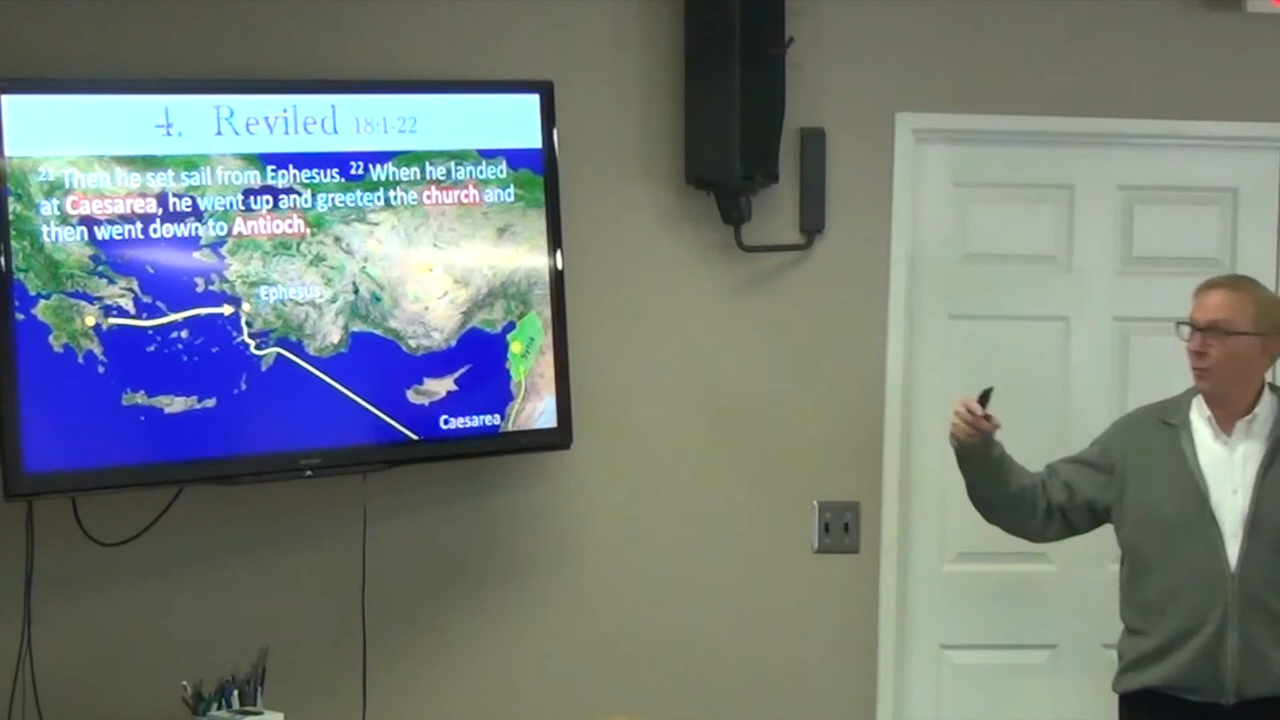 4. Reviled 18:1-22
21 Then he set sail from Ephesus. 22 When he landed
at Caesarea, he went up and greeted the church and
then went down to Antioch.
Ephesus
Syria
Caesarea